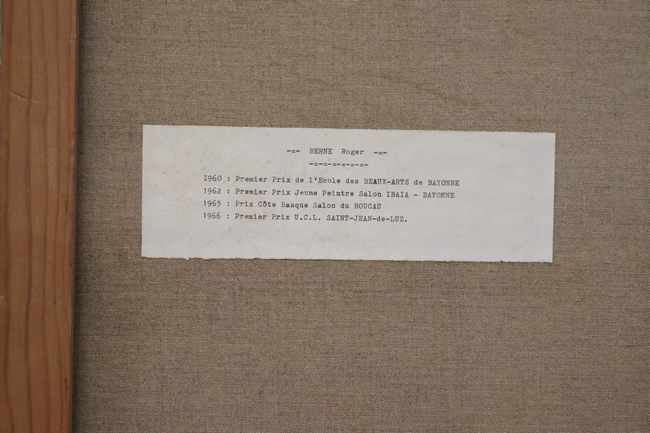 -=- BERNE Roger -=-
-=-=-=-=-=-=-
1960 : Premier Prix de l'Ecole des BEAUX-ARTS de BAYONNE
1962 : Premier Prix Jeune Peintre Salon IBAIA - BAYONNE
1965 : Prix Côte Basque Salon du BOUCAU
1966 : Premier Prix U.C.L. SAINT-JEAN-de-LUZ.